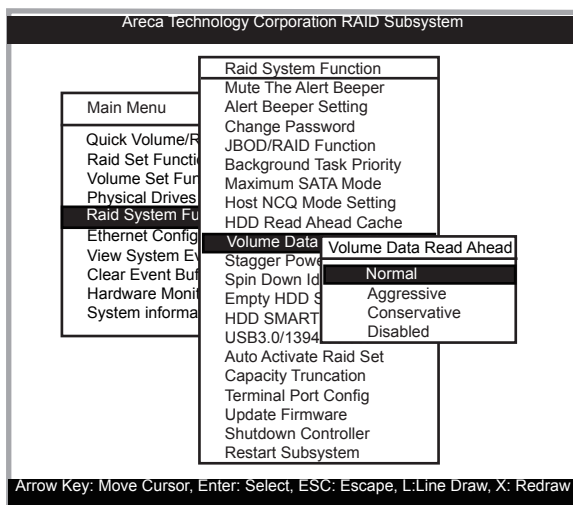 Areca Technology Corporation RAID Subsystem
Main Menu
Quick Volume/R
Raid Set Functi
Volume Set Fun
Physical Drives
Raid System Fu
Ethernet Config
View System Ev
Clear Event Buf
Hardware Monit
System informa
Raid System Function
Mute The Alert Beeper
Alert Beeper Setting
Change Password
JBOD/RAID Function
Background Task Priority
Maximum SATA Mode
Host NCQ Mode Setting
HDD Read Ahead Cache
Volume Data
Stagger Powe
Spin Down Id
Empty HDD S
HDD SMART
USB3.0/1394
Auto Activate Raid Set
Capacity Truncation
Terminal Port Config
Update Firmware
Shutdown Controller
Restart Subsystem
Volume Data Read Ahead
Normal
Aggressive
Conservative
Disabled
Arrow Key: Move Cursor, Enter: Select, ESC: Escape, L:Line Draw, X: Redraw